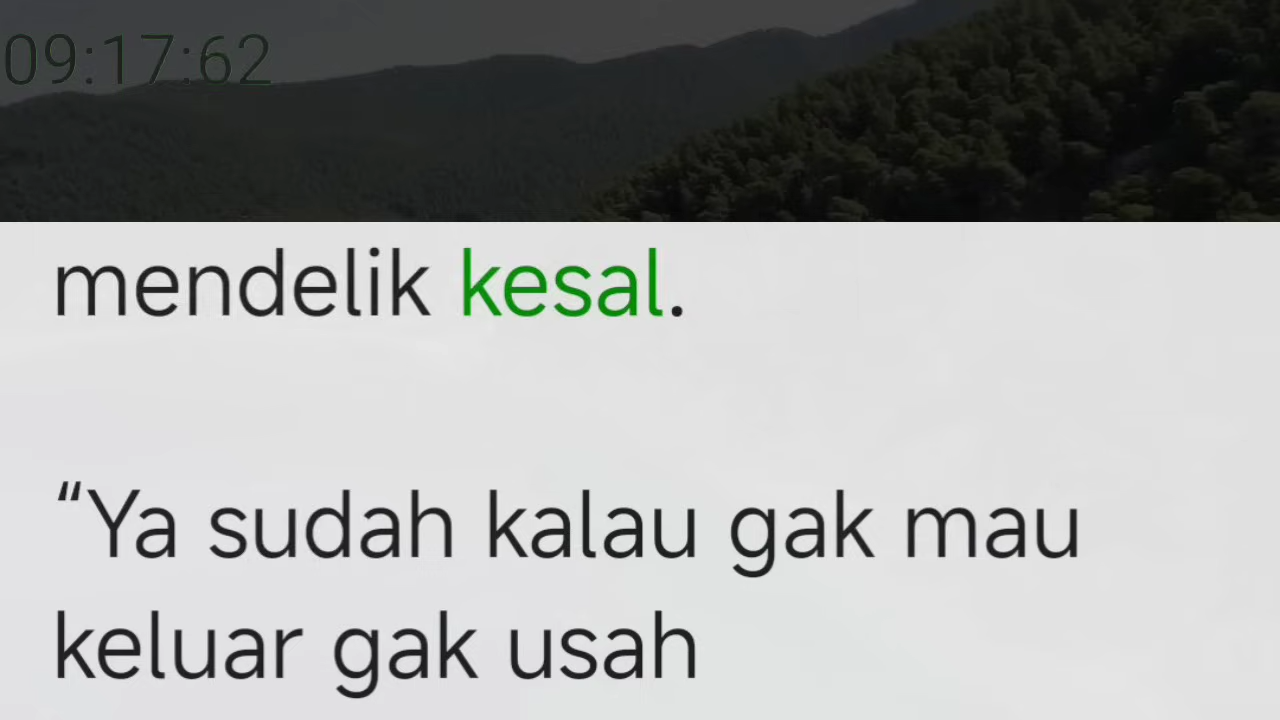 09:17:62
mendelik kesal.
“Ya sudah kalau gak mau
keluar gak usah